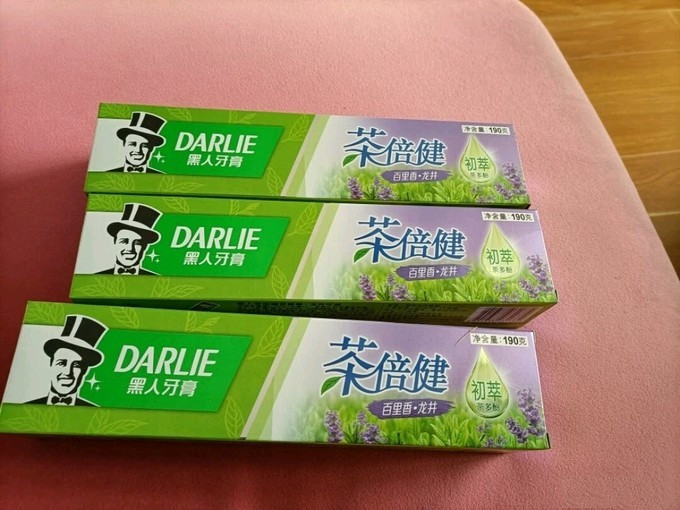 DARLIE
黑人牙膏
茶倍健
百里香·龙井
净含量:190克
初萃
茶多酚
DARLIE
黑人牙膏
茶倍健
百里香·龙井
净含量:190克
初萃
茶多酚
DARLIE
黑人牙膏
茶倍健
百里香·龙井
净含量:190克
初萃
茶多酚